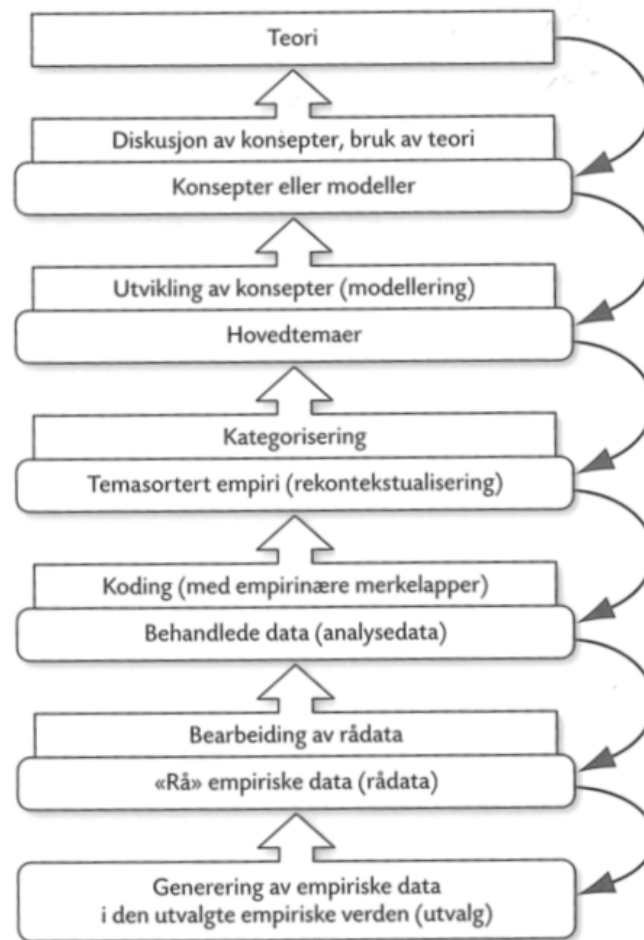 Teori
Diskusjon av konsepter, bruk av teori
Konsepter eller modeller
Utvikling av konsepter (modellering)
Hovedtemaer
Kategorisering
Temasortert empiri (rekontekstualisering)
Koding (med empirinære merkelapper)
Behandlede data (analysedata)
Bearbeiding av rådata
«Rå» empiriske data (rådata)
Generering av empiriske data
i den utvalgte empiriske verden (utvalg)